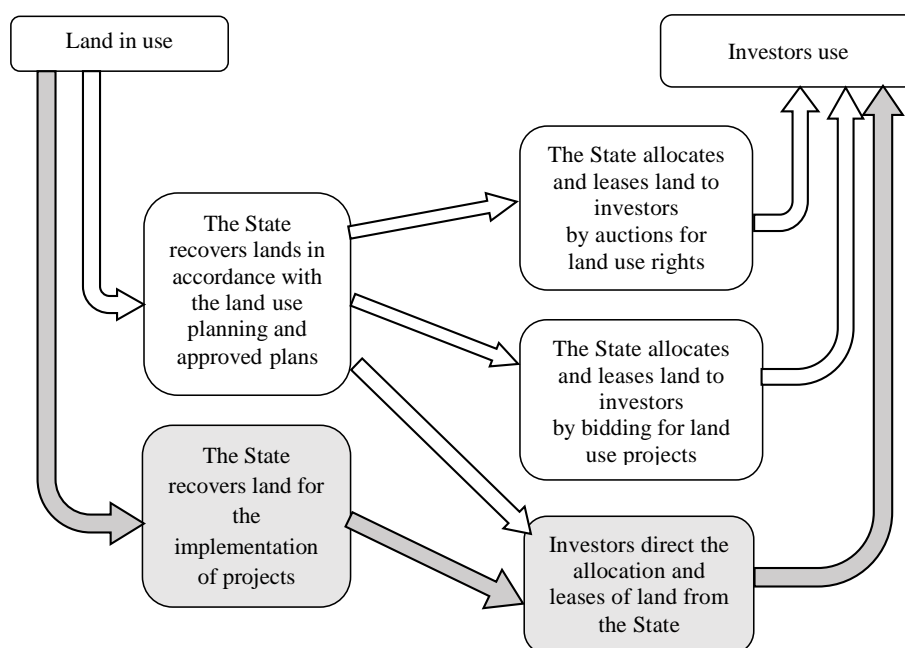 Land in use
Investors use
The State allocates
and leases land to
investors
by auctions for
land use rights
The State
recovers lands in
accordance with
the land use
planning and
approved plans
The State allocates
and leases land to
investors
by bidding for land
use projects
The State
recovers land for
the
implementation
of projects
Investors direct the
allocation and
leases of land from
the State